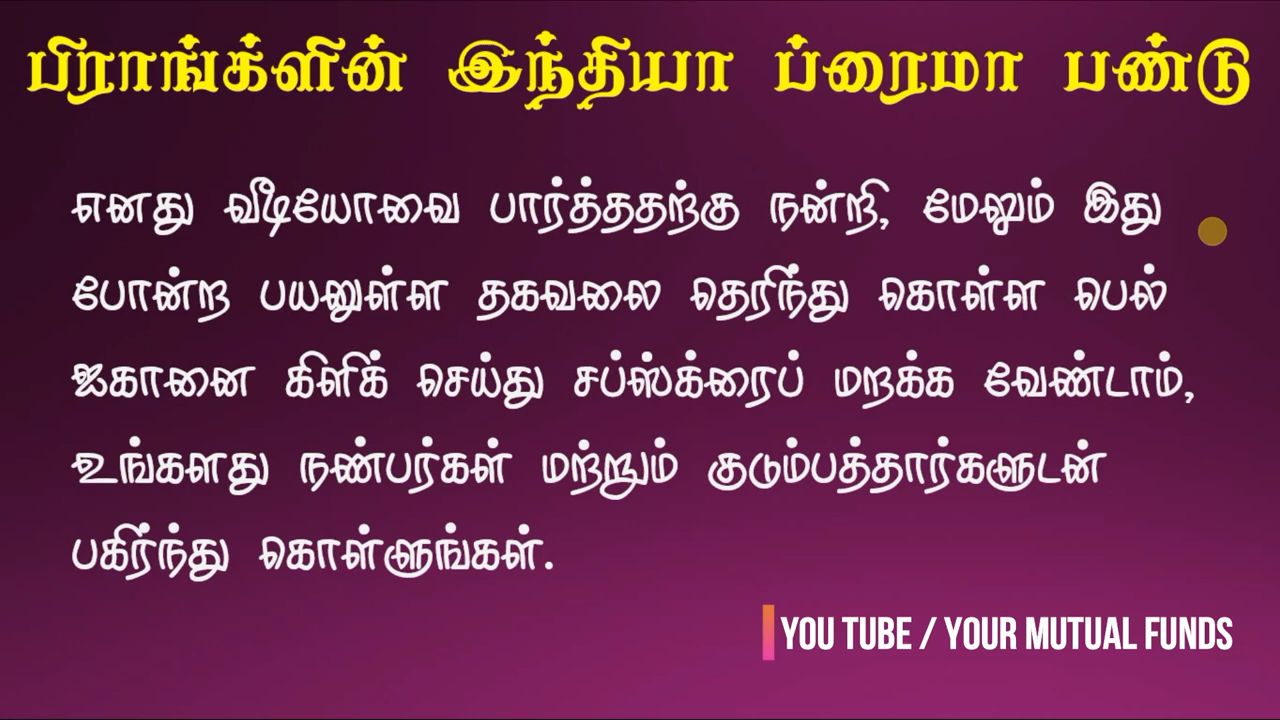 பிராங்க்ளின் இந்தியா ப்ரைமா பண்டு
எனது வீடியோவை பார்த்ததற்கு நன்றி, மேலும் இது
போன்ற பயனுள்ள தகவலை தெரிந்து கொள்ள பெல்
ஐகானை கிளிக் செய்து சப்ஸ்க்ரைப் மறக்க வேண்டாம்,
உங்களது நண்பர்கள் மற்றும் குடும்பத்தார்களுடன்
பகிர்ந்து கொள்ளுங்கள்.
YOU TUBE / YOUR MUTUAL FUNDS